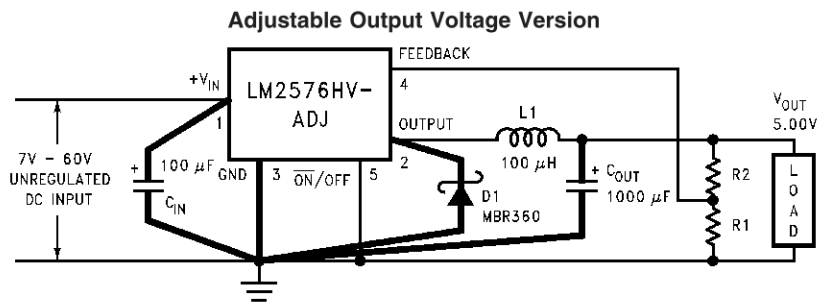 Adjustable Output Voltage Version
FEEDBACK
+VIN
4
LM2576HV-
ADJ
L1
VOUT
5.00V
1
OUTPUT
7V - 60V
UNREGULATED
DC INPUT
+
100 μF
CIN
GND
3
ON/OFF
5
2
100 μH
D1
MBR360
+
COUT
1000 μF
R2
R1
LOAD